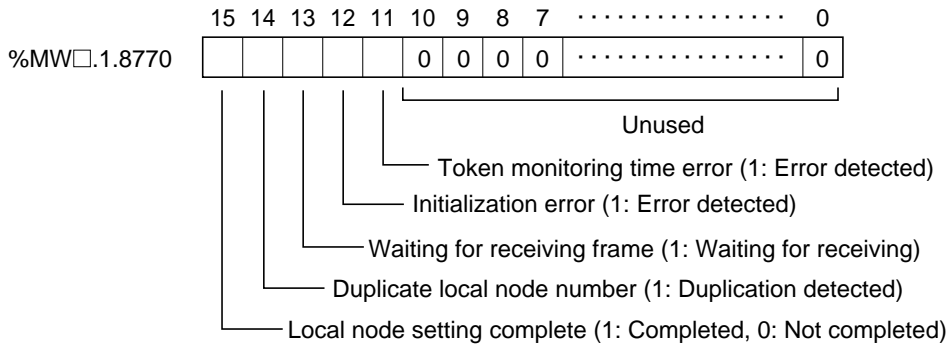 15 14 13 12 11 10 9 8 7 ················ 0
%MW□.1.8770 0 0 0 0 ················ 0
Unused
Token monitoring time error (1: Error detected)
Initialization error (1: Error detected)
Waiting for receiving frame (1: Waiting for receiving)
Duplicate local node number (1: Duplication detected)
Local node setting complete (1: Completed, 0: Not completed)